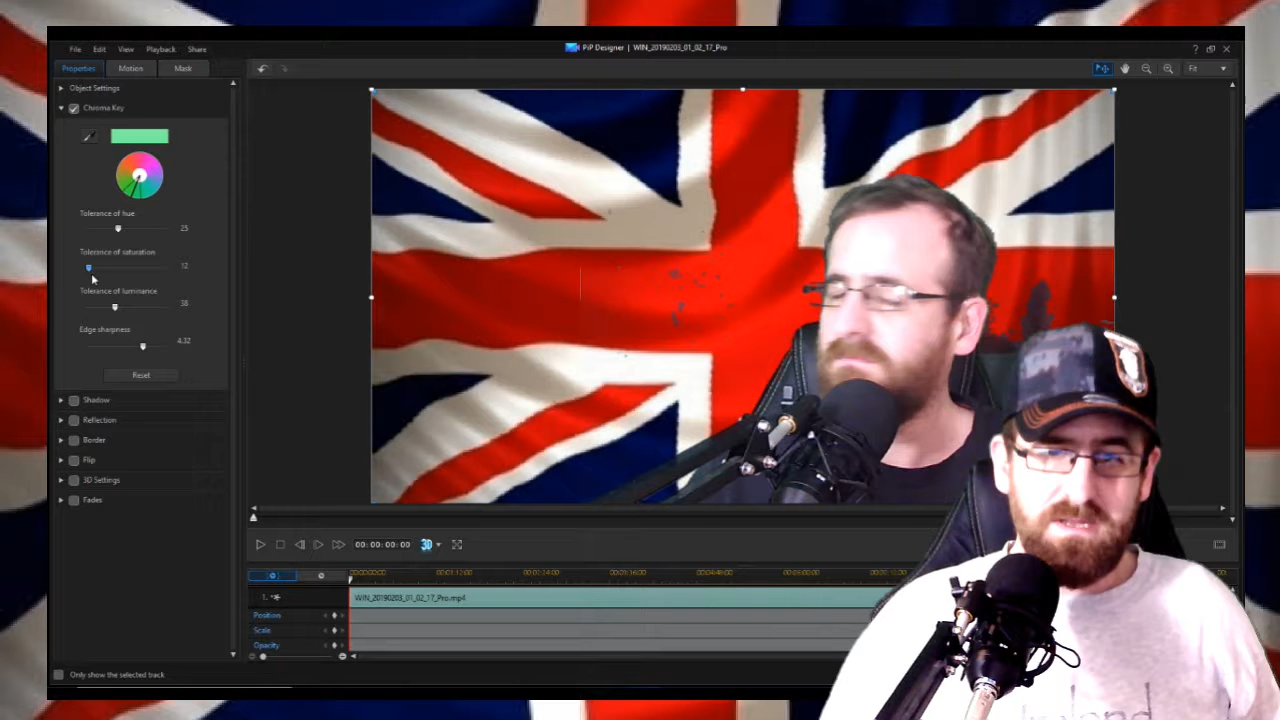 File Edit View Playback Share
PiP Designer | WIN_20190203_01_02_17_Pro
?
Properties Motion Mask
Fit
Object Settings
Chroma Key
Tolerance of hue
25
Tolerance of saturation
12
Tolerance of luminance
38
Edge sharpness
4.32
Reset
Shadow
Reflection
Border
Flip
3D Settings
Fades
00:00:00:00 3D
1.
WIN_20190203_01_02_17_Pro.mp4
Position
Scale
Opacity
Only show the selected track